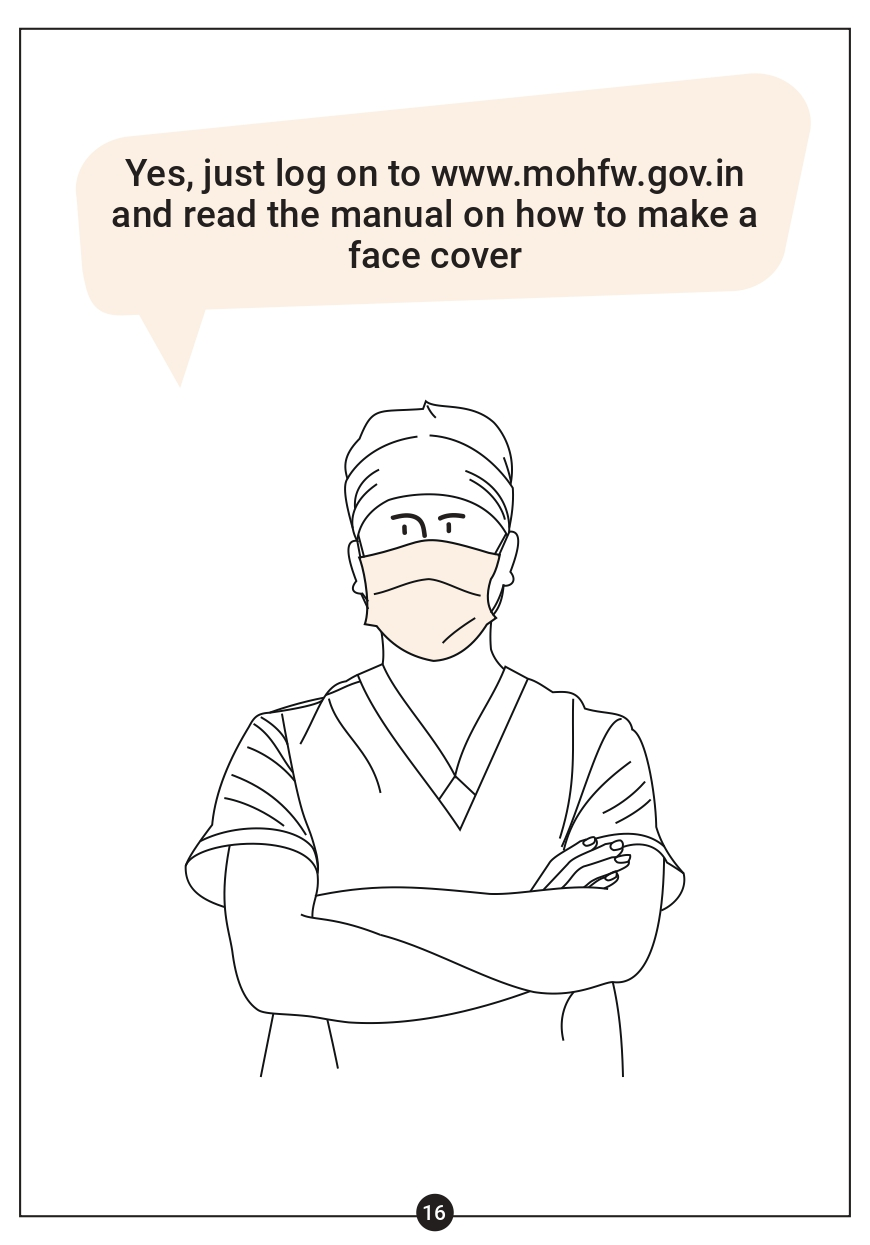 Yes, just log on to www.mohfw.gov.in
and read the manual on how to make a
face cover
16